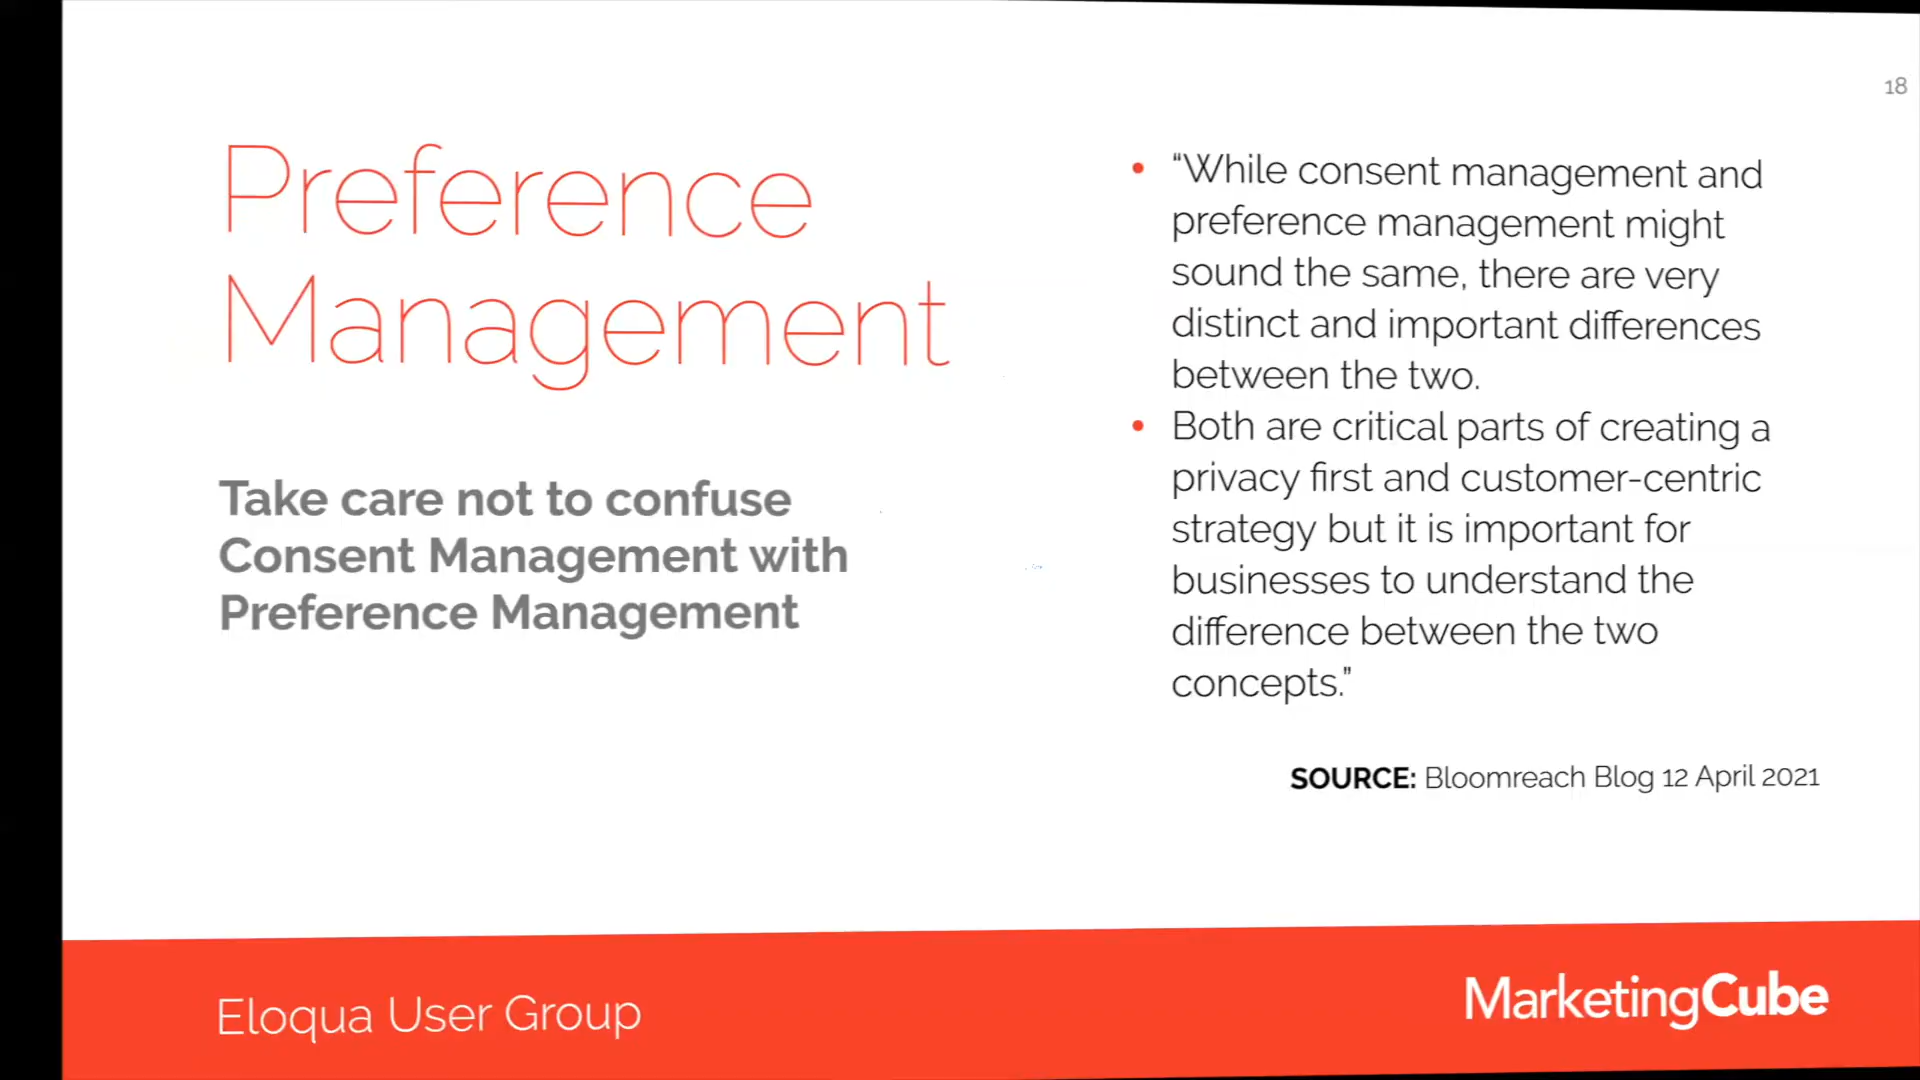 18
Preference
Management
Take care not to confuse
Consent Management with
Preference Management
• “While consent management and
preference management might
sound the same, there are very
distinct and important differences
between the two.
• Both are critical parts of creating a
privacy first and customer-centric
strategy but it is important for
businesses to understand the
difference between the two
concepts.”
SOURCE: Bloomreach Blog 12 April 2021
Eloqua User Group
MarketingCube